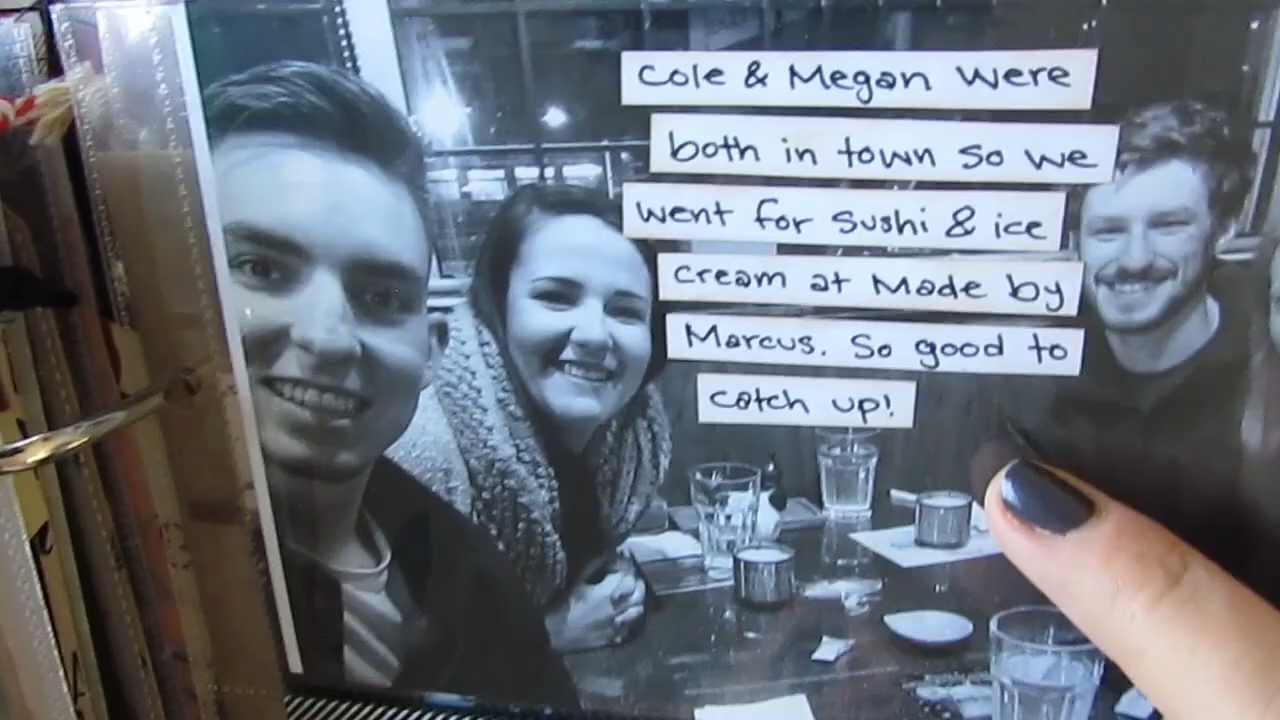 Cole & Megan were
both in town so we
went for sushi & ice
cream at Made by
Marcus. So good to
catch up!